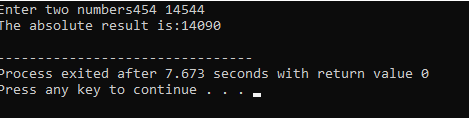 Enter two numbers454 14544
The absolute result is:14090
--------------------------------
Process exited after 7.673 seconds with return value 0
Press any key to continue . . .